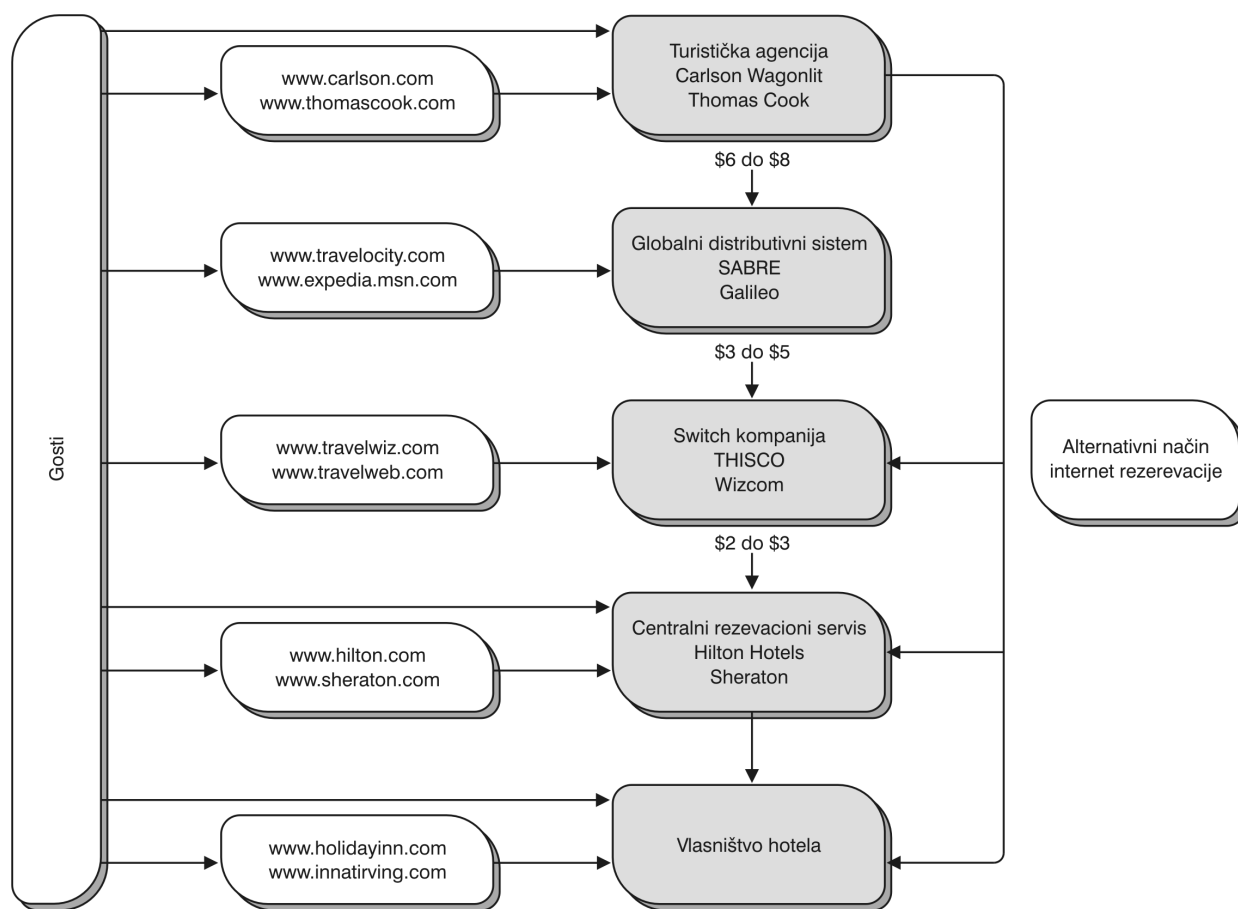 Gosti
www.carlson.com
www.thomascook.com
Turistička agencija
Carlson Wagonlit
Thomas Cook
$6 do $8
www.travelocity.com
www.expedia.msn.com
Globalni distributivni sistem
SABRE
Galileo
$3 do $5
www.travelwiz.com
www.travelweb.com
Switch kompanija
THISCO
Wizcom
Alternativni način
internet rezerevacije
$2 do $3
www.hilton.com
www.sheraton.com
Centralni rezevacioni servis
Hilton Hotels
Sheraton
www.holidayinn.com
www.innatirving.com
Vlasništvo hotela